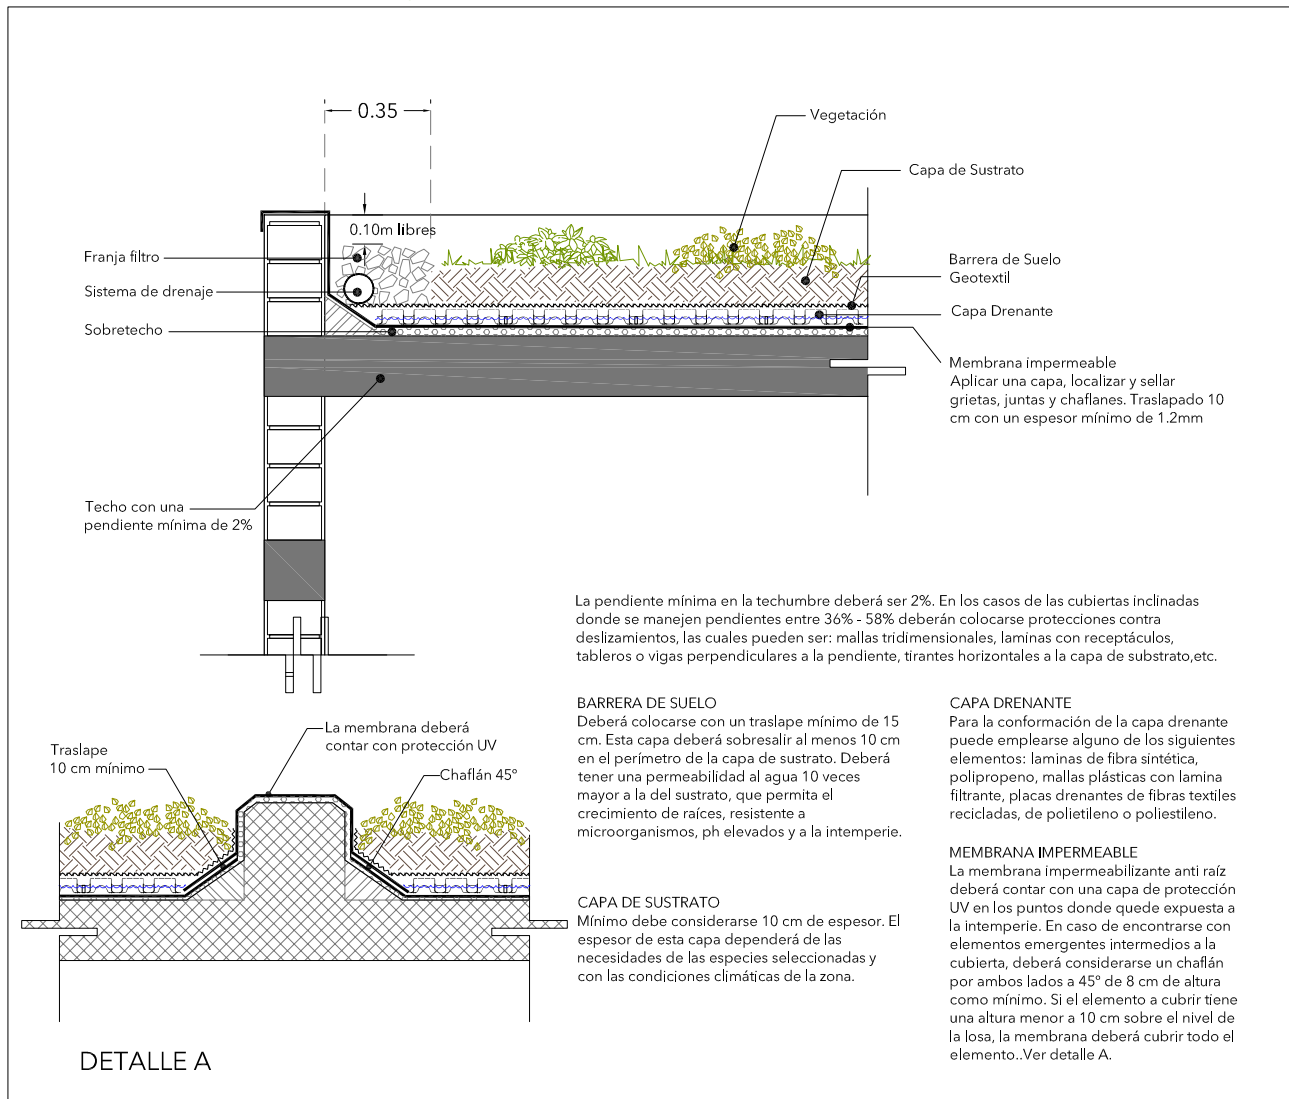 0.35
Vegetación
Capa de Sustrato
0.10m libres
Franja filtro
Sistema de drenaje
Sobretecho
Barrera de Suelo
Geotextil
Capa Drenante
Membrana impermeable
Aplicar una capa, localizar y sellar
grietas, juntas y chaflanes. Traslapado 10
cm con un espesor mínimo de 1.2mm
Techo con una
pendiente mínima de 2%
La pendiente mínima en la techumbre deberá ser 2%. En los casos de las cubiertas inclinadas
donde se manejen pendientes entre 36% - 58% deberán colocarse protecciones contra
deslizamientos, las cuales pueden ser: mallas tridimensionales, laminas con receptáculos,
tableros o vigas perpendiculares a la pendiente, tirantes horizontales a la capa de substrato,etc.
BARRERA DE SUELO
Deberá colocarse con un traslape mínimo de 15
cm. Esta capa deberá sobresalir al menos 10 cm
en el perímetro de la capa de sustrato. Deberá
tener una permeabilidad al agua 10 veces
mayor a la del sustrato, que permita el
crecimiento de raíces, resistente a
microorganismos, ph elevados y a la intemperie.
CAPA DE SUSTRATO
Mínimo debe considerarse 10 cm de espesor. El
espesor de esta capa dependerá de las
necesidades de las especies seleccionadas y
con las condiciones climáticas de la zona.
CAPA DRENANTE
Para la conformación de la capa drenante
puede emplearse alguno de los siguientes
elementos: laminas de fibra sintética,
polipropeno, mallas plásticas con lamina
filtrante, placas drenantes de fibras textiles
recicladas, de polietileno o poliestileno.
MEMBRANA IMPERMEABLE
La membrana impermeabilizante anti raíz
deberá contar con una capa de protección
UV en los puntos donde quede expuesta a
la intemperie. En caso de encontrarse con
elementos emergentes intermedios a la
cubierta, deberá considerarse un chaflán
por ambos lados a 45° de 8 cm de altura
como mínimo. Si el elemento a cubrir tiene
una altura menor a 10 cm sobre el nivel de
la losa, la membrana deberá cubrir todo el
elemento..Ver detalle A.
La membrana deberá
contar con protección UV
Traslape
10 cm mínimo
Chaflán 45°
DETALLE A